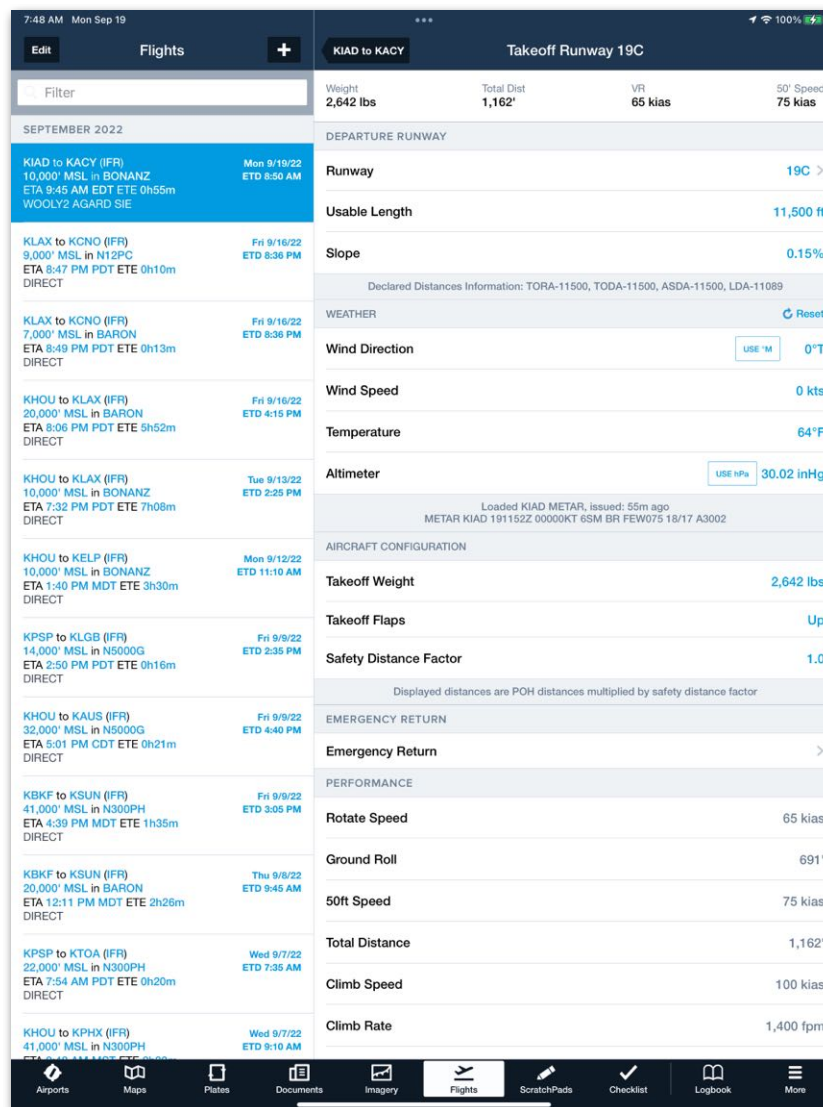 7:48 AM Mon Sep 19
100%
Edit
Flights
Filter
SEPTEMBER 2022
KIAD to KACY (IFR) Mon 9/19/22
10,000' MSL in BONANZ ETD 8:50 AM
ETA 9:45 AM EDT ETE 0h55m
WOOLY2 AGARD SIE
KLAX to KCNO (IFR) Fri 9/16/22
9,000' MSL in N12PC ETD 8:36 PM
ETA 8:47 PM PDT ETE 0h10m
DIRECT
KLAX to KCNO (IFR) Fri 9/16/22
7,000' MSL in BARON ETD 8:36 PM
ETA 8:49 PM PDT ETE 0h13m
DIRECT
KHOU to KLAX (IFR) Fri 9/16/22
20,000' MSL in BARON ETD 4:15 PM
ETA 8:06 PM PDT ETE 5h52m
DIRECT
KHOU to KLAX (IFR) Tue 9/13/22
10,000' MSL in BONANZ ETD 2:25 PM
ETA 7:32 PM PDT ETE 7h08m
DIRECT
KHOU to KELP (IFR) Mon 9/12/22
10,000' MSL in BONANZ ETD 11:10 AM
ETA 1:40 PM MDT ETE 3h30m
DIRECT
KPSP to KLGB (IFR) Fri 9/9/22
14,000' MSL in N5000G ETD 2:35 PM
ETA 2:50 PM PDT ETE 0h16m
DIRECT
KHOU to KAUS (IFR) Fri 9/9/22
32,000' MSL in N5000G ETD 4:40 PM
ETA 5:01 PM CDT ETE 0h21m
DIRECT
KBKF to KSUN (IFR) Fri 9/9/22
41,000' MSL in N300PH ETD 3:05 PM
ETA 4:39 PM MDT ETE 1h35m
DIRECT
KBKF to KSUN (IFR) Thu 9/8/22
20,000' MSL in BARON ETD 9:45 AM
ETA 12:11 PM MDT ETE 2h26m
DIRECT
KPSP to KTOA (IFR) Wed 9/7/22
22,000' MSL in N300PH ETD 7:35 AM
ETA 7:54 AM PDT ETE 0h20m
DIRECT
KHOU to KPHX (IFR) Wed 9/7/22
41,000' MSL in N300PH ETD 9:10 AM
KIAD to KACY
Takeoff Runway 19C
Weight Total Dist VR 50' Speed
2,642 lbs 1,162' 65 kias 75 kias
DEPARTURE RUNWAY
Runway 19C
Usable Length 11,500 ft
Slope 0.15%
Declared Distances Information: TORA-11500, TODA-11500, ASDA-11500, LDA-11089
WEATHER Reset
Wind Direction USE °M 0°T
Wind Speed 0 kts
Temperature 64°F
Altimeter USE hPa 30.02 inHg
Loaded KIAD METAR, issued: 55m ago
METAR KIAD 191152Z 00000KT 6SM BR FEW075 18/17 A3002
AIRCRAFT CONFIGURATION
Takeoff Weight 2,642 lbs
Takeoff Flaps Up
Safety Distance Factor 1.0
Displayed distances are POH distances multiplied by safety distance factor
EMERGENCY RETURN
Emergency Return
PERFORMANCE
Rotate Speed 65 kias
Ground Roll 691'
50ft Speed 75 kias
Total Distance 1,162'
Climb Speed 100 kias
Climb Rate 1,400 fpm
Airports Maps Plates Documents Imagery Flights ScratchPads Checklist Logbook More